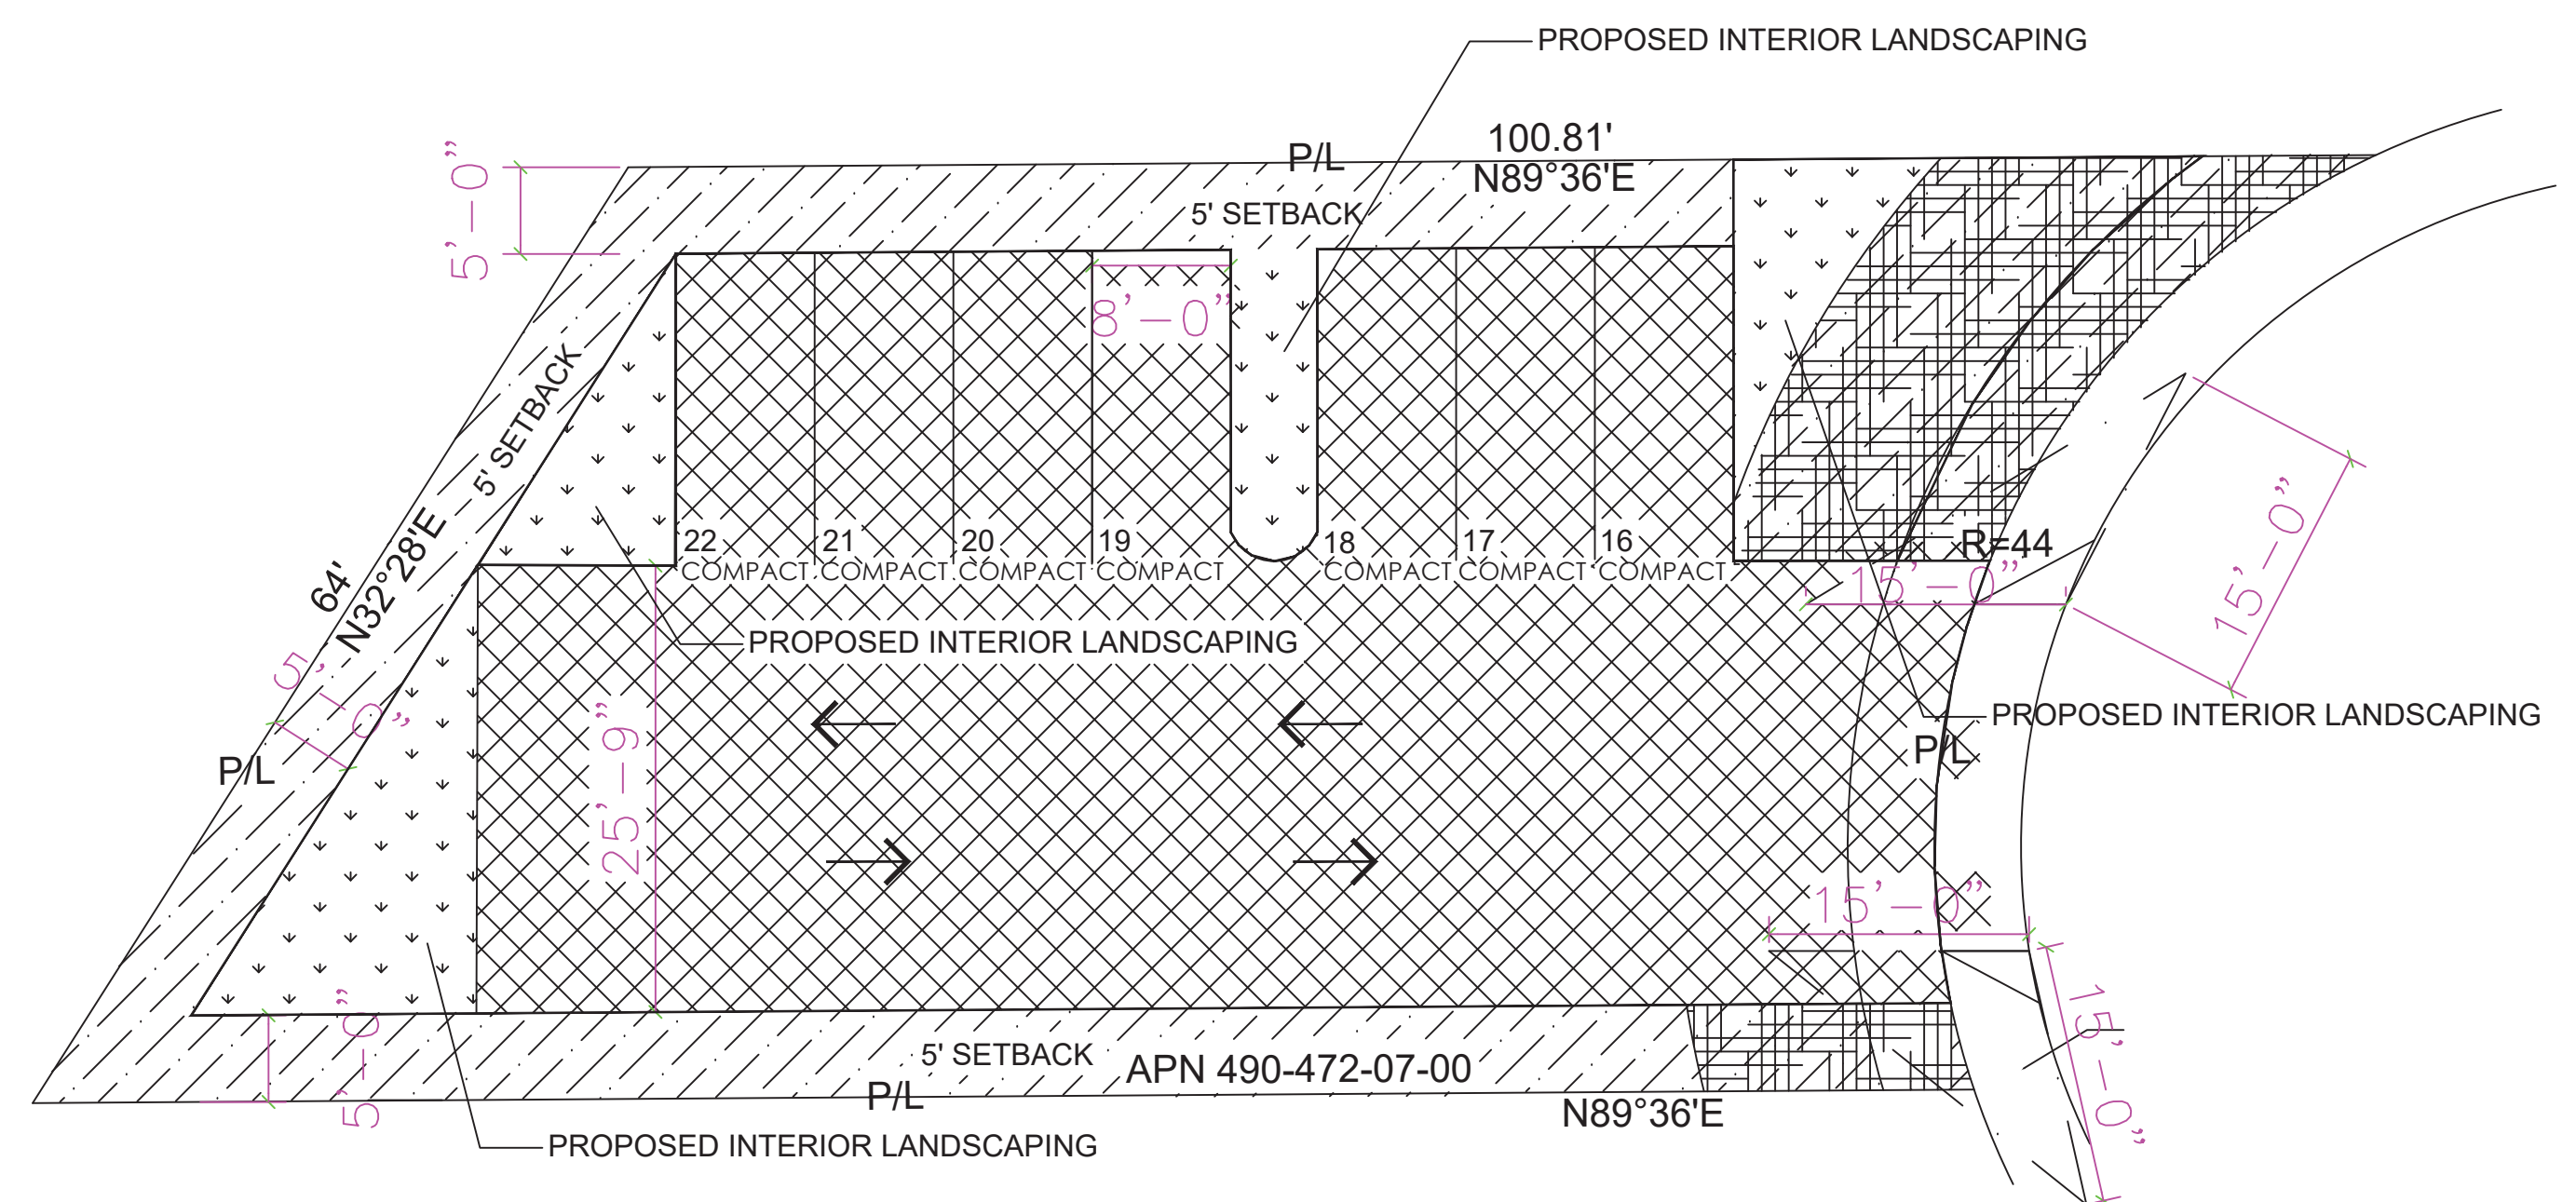 PROPOSED INTERIOR LANDSCAPING
100.81'
P/L
N89°36'E
5' SETBACK
5'-0"
8'-0"
5' SETBACK
64'
N32°28'E
22
21
20
19
18
17
16
COMPACT
COMPACT
COMPACT
COMPACT
COMPACT
COMPACT
COMPACT
R=44
15'-0"
15'-0"
PROPOSED INTERIOR LANDSCAPING
5'-0"
PROPOSED INTERIOR LANDSCAPING
P/L
P/L
25'-9"
15'-0"
5'-0"
15'-0"
5' SETBACK
APN 490-472-07-00
P/L
N89°36'E
PROPOSED INTERIOR LANDSCAPING